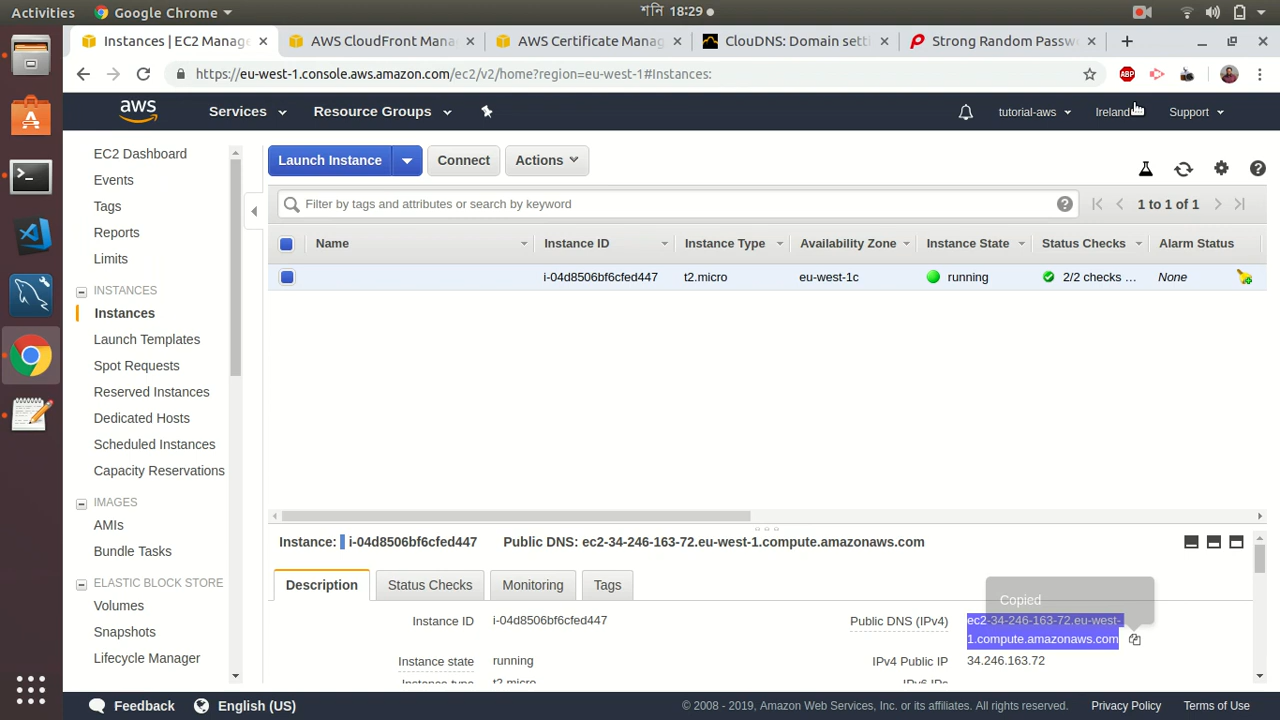 Activities Google Chrome শনি 18:29
Instances | EC2 Manage AWS CloudFront Mana AWS Certificate Manag ClouDNS: Domain sett Strong Random Passw
https://eu-west-1.console.aws.amazon.com/ec2/v2/home?region=eu-west-1#Instances:
ABP
aws Services Resource Groups tutorial-aws Ireland Support
EC2 Dashboard
Events
Tags
Reports
Limits
INSTANCES
Instances
Launch Templates
Spot Requests
Reserved Instances
Dedicated Hosts
Scheduled Instances
Capacity Reservations
IMAGES
AMIs
Bundle Tasks
ELASTIC BLOCK STORE
Volumes
Snapshots
Lifecycle Manager
Launch Instance Connect Actions
Filter by tags and attributes or search by keyword 1 to 1 of 1
Name Instance ID Instance Type Availability Zone Instance State Status Checks Alarm Status
i-04d8506bf6cfed447 t2.micro eu-west-1c running 2/2 checks ... None
Instance: i-04d8506bf6cfed447 Public DNS: ec2-34-246-163-72.eu-west-1.compute.amazonaws.com
Description Status Checks Monitoring Tags
Copied
Instance ID i-04d8506bf6cfed447 Public DNS (IPv4) ec2-34-246-163-72.eu-west-
1.compute.amazonaws.com
Instance state running IPv4 Public IP 34.246.163.72
Instance type t2.micro IPv6 IPs
Feedback English (US) © 2008 - 2019, Amazon Web Services, Inc. or its affiliates. All rights reserved. Privacy Policy Terms of Use